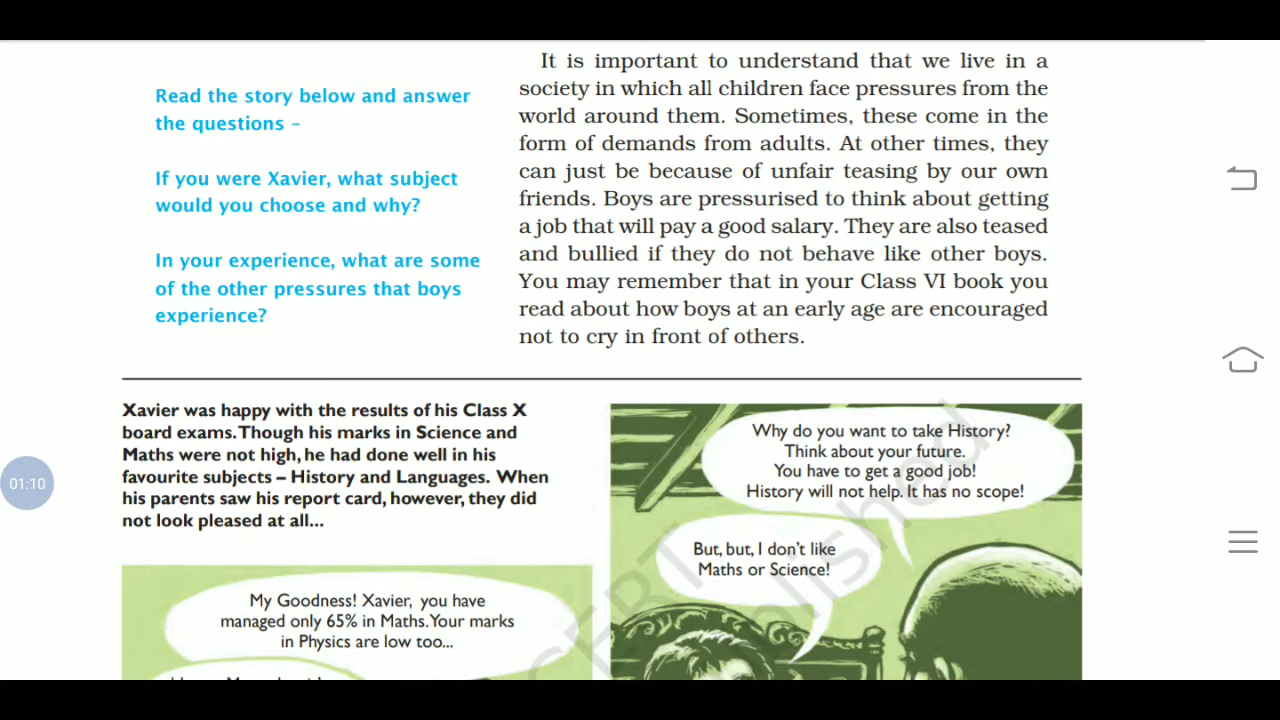 Read the story below and answer
the questions –
If you were Xavier, what subject
would you choose and why?
In your experience, what are some
of the other pressures that boys
experience?
It is important to understand that we live in a
society in which all children face pressures from the
world around them. Sometimes, these come in the
form of demands from adults. At other times, they
can just be because of unfair teasing by our own
friends. Boys are pressurised to think about getting
a job that will pay a good salary. They are also teased
and bullied if they do not behave like other boys.
You may remember that in your Class VI book you
read about how boys at an early age are encouraged
not to cry in front of others.
Xavier was happy with the results of his Class X
board exams. Though his marks in Science and
Maths were not high, he had done well in his
favourite subjects – History and Languages. When
his parents saw his report card, however, they did
not look pleased at all...
My Goodness! Xavier, you have
managed only 65% in Maths. Your marks
in Physics are low too...
Why do you want to take History?
Think about your future.
You have to get a good job!
History will not help. It has no scope!
But, but, I don't like
Maths or Science!
01:10